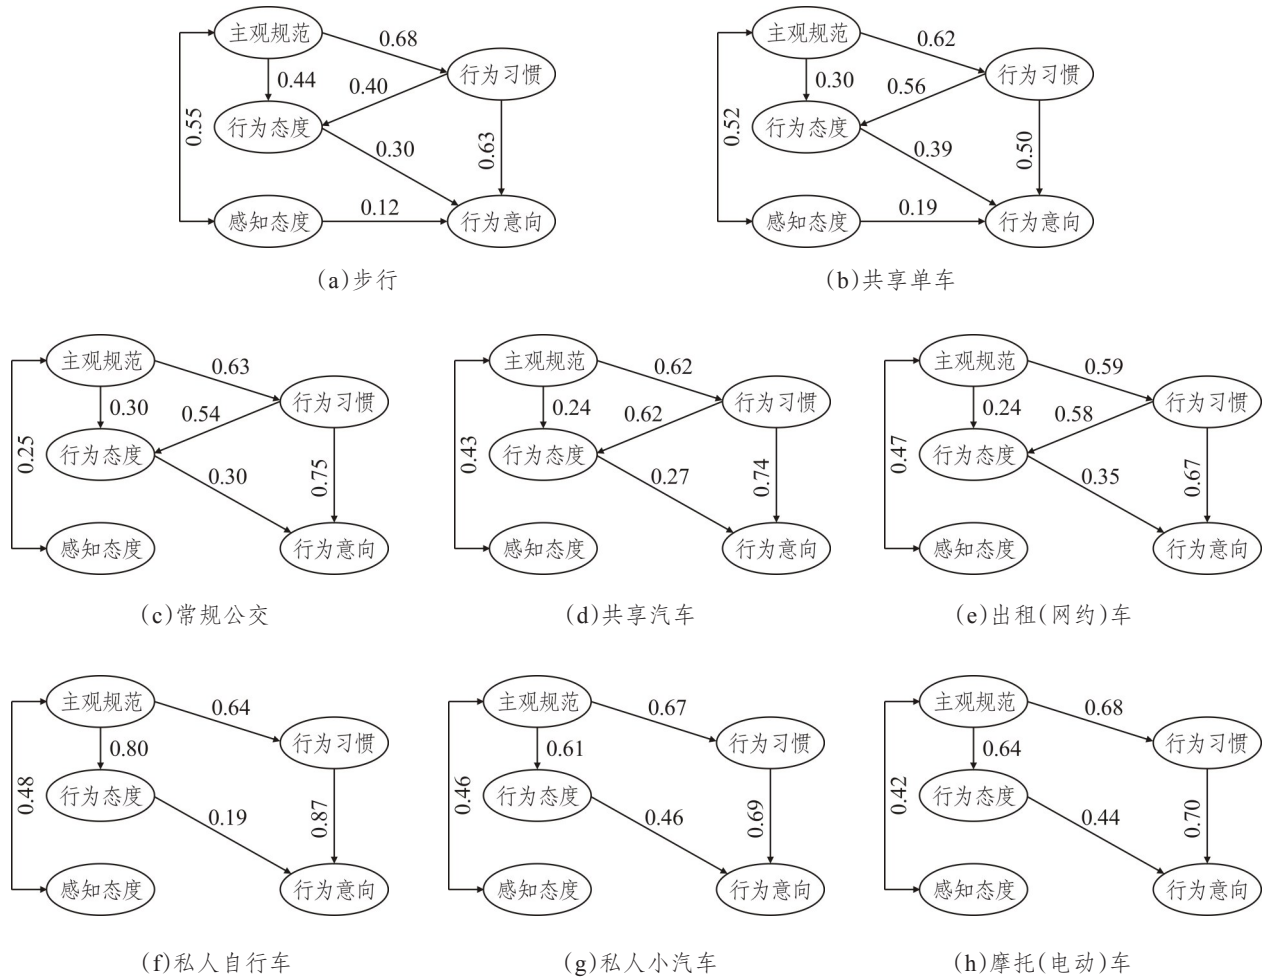 主观规范
0.68
行为习惯
0.44
0.40
0.55
行为态度
0.30
0.63
感知态度
0.12
行为意向
(a)步行
主观规范
0.62
行为习惯
0.30
0.56
0.52
行为态度
0.39
0.50
感知态度
0.19
行为意向
(b)共享单车
主观规范
0.63
行为习惯
0.30
0.54
0.25
行为态度
0.30
0.75
感知态度
行为意向
(c)常规公交
主观规范
0.62
行为习惯
0.24
0.62
0.43
行为态度
0.27
0.74
感知态度
行为意向
(d)共享汽车
主观规范
0.59
行为习惯
0.24
0.58
0.47
行为态度
0.35
0.67
感知态度
行为意向
(e)出租(网约)车
主观规范
0.64
行为习惯
0.80
0.48
行为态度
0.19
0.87
感知态度
行为意向
(f)私人自行车
主观规范
0.67
行为习惯
0.61
0.46
行为态度
0.46
0.69
感知态度
行为意向
(g)私人小汽车
主观规范
0.68
行为习惯
0.64
0.42
行为态度
0.44
0.70
感知态度
行为意向
(h)摩托(电动)车